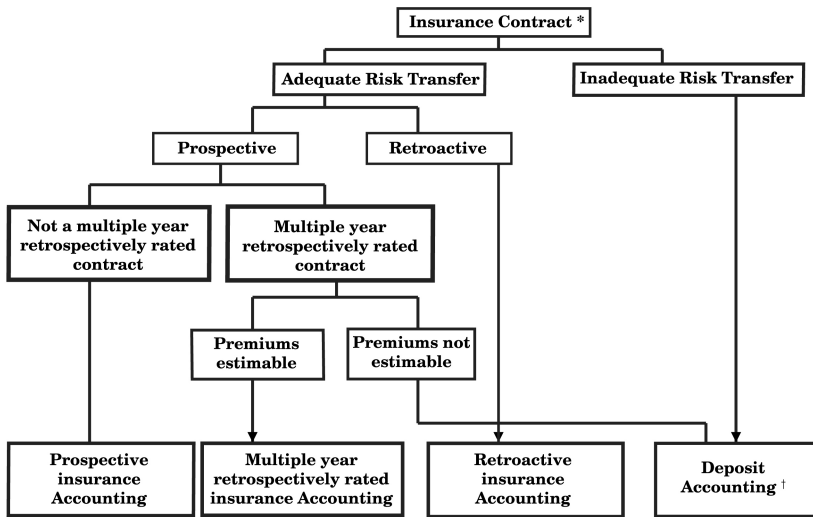 Insurance Contract *
Adequate Risk Transfer
Inadequate Risk Transfer
Prospective
Retroactive
Not a multiple year
retrospectively rated
contract
Multiple year
retrospectively rated
contract
Premiums
estimable
Premiums not
estimable
Prospective
insurance
Accounting
Multiple year
retrospectively rated
insurance Accounting
Retroactive
insurance
Accounting
Deposit
Accounting †